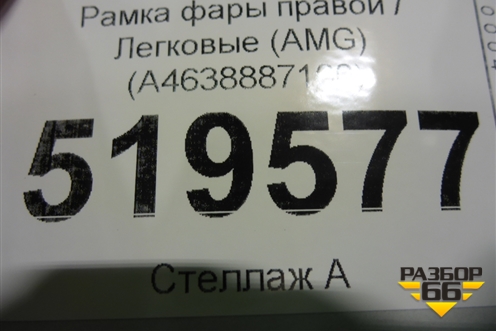 Рамка фары правой /
Легковые (AMG)
519577
Стеллаж А
РАЗБОР
66